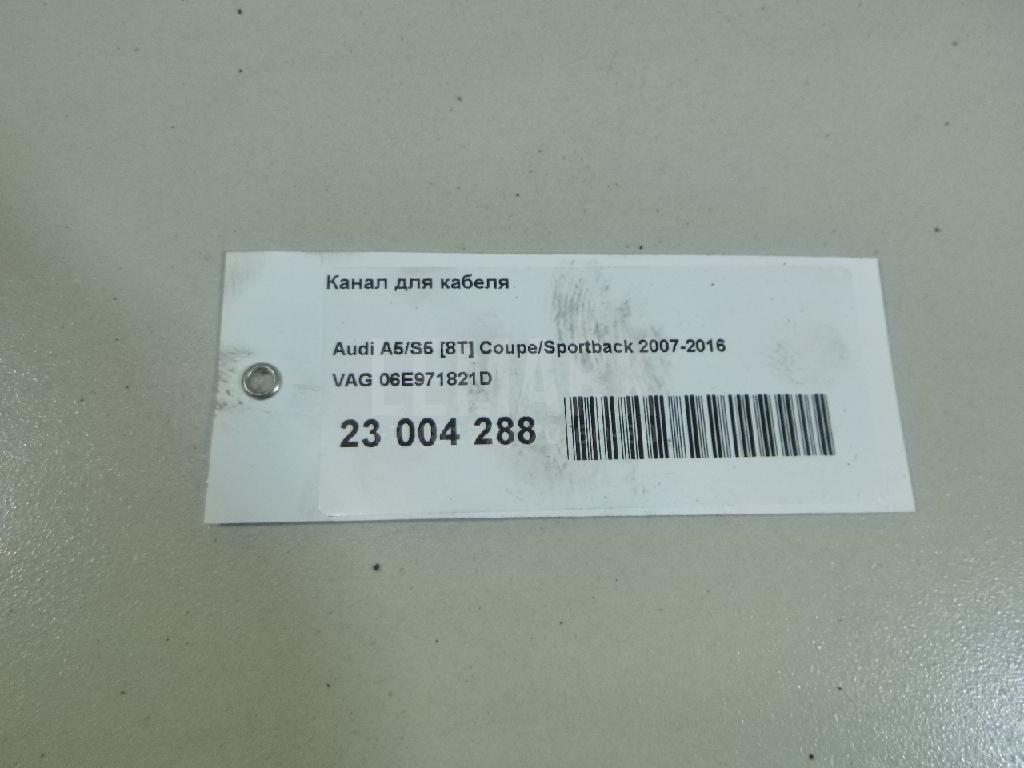 Канал для кабеля
Audi A5/S5 [8T] Coupe/Sportback 2007-2016
VAG 06E971821D
23 004 288